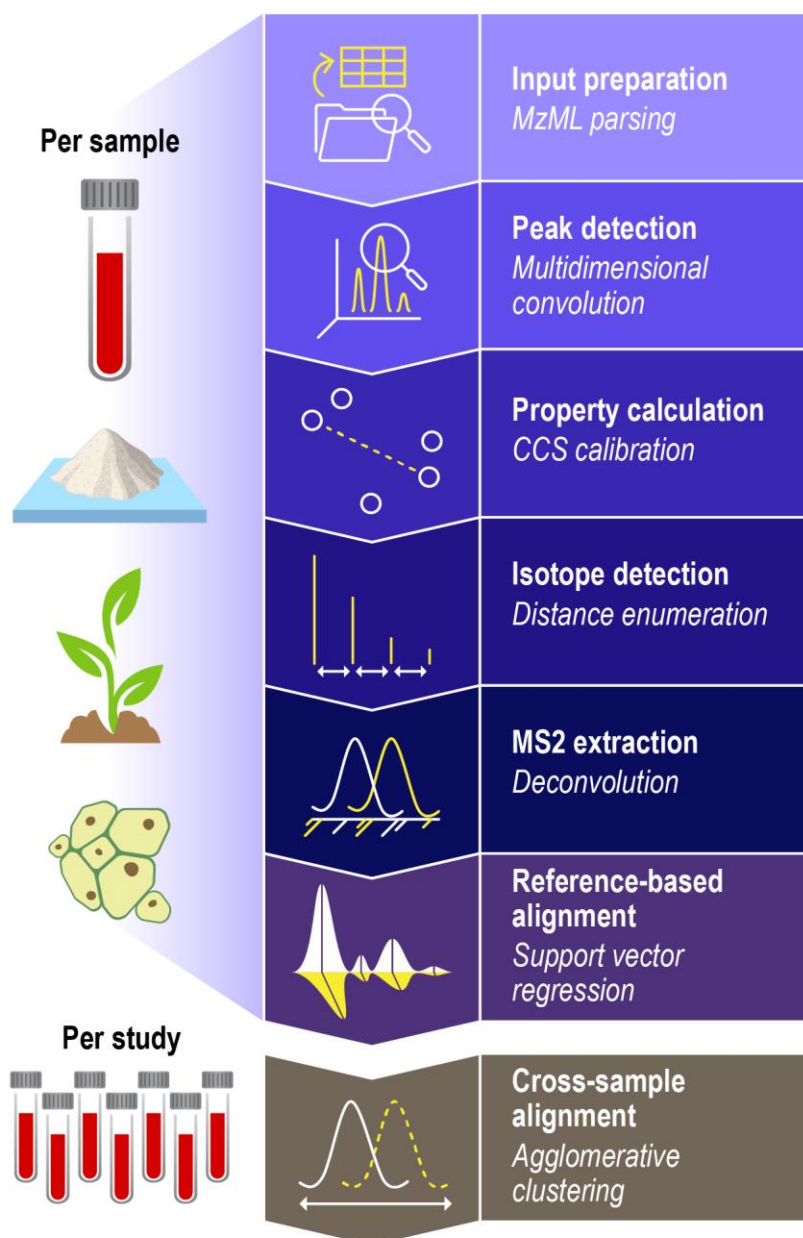 Per sample
Input preparation
MzML parsing
Peak detection
Multidimensional
convolution
Property calculation
CCS calibration
Isotope detection
Distance enumeration
MS2 extraction
Deconvolution
Reference-based
alignment
Support vector
regression
Per study
Cross-sample
alignment
Agglomerative
clustering